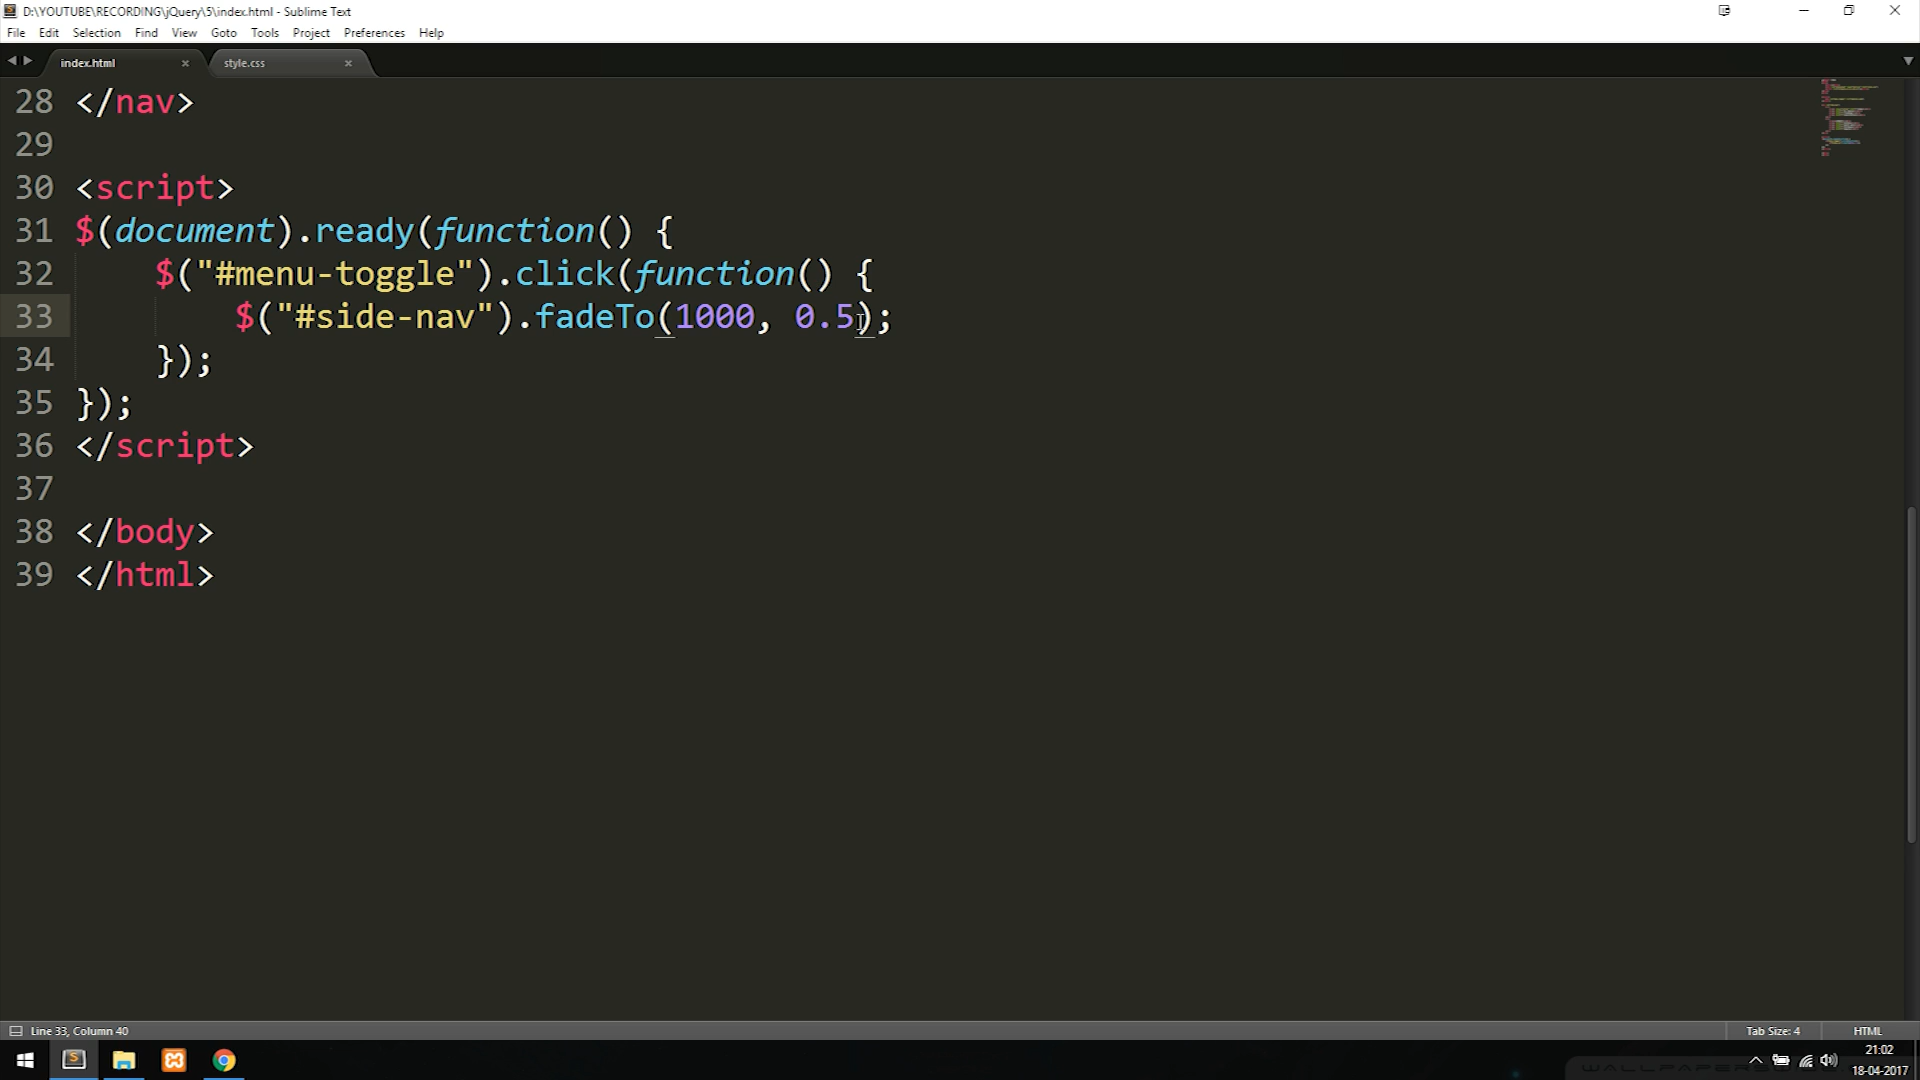 D:\YOUTUBE\RECORDING\jQuery\5\index.html - Sublime Text
File Edit Selection Find View Goto Tools Project Preferences Help
index.html × style.css ×
28 </nav>
29
30 <script>
31 $(document).ready(function() {
32     $("#menu-toggle").click(function() {
33         $("#side-nav").fadeTo(1000, 0.5);
34     });
35 });
36 </script>
37
38 </body>
39 </html>
Line 33, Column 40 Tab Size: 4 HTML
21:02
18-04-2017